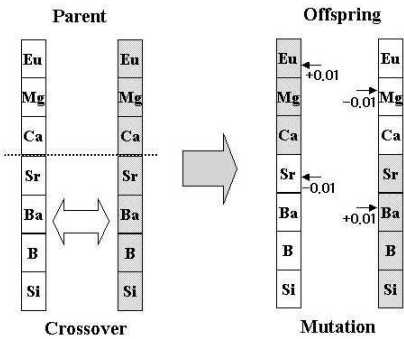 Parent
Offspring
Eu Eu Eu Eu
+0.01
Mg Mg Mg Mg
-0.01
Ca Ca Ca Ca
Sr Sr Sr Sr
-0.01
Ba Ba Ba Ba
+0.01
B B B B
Si Si Si Si
Crossover
Mutation